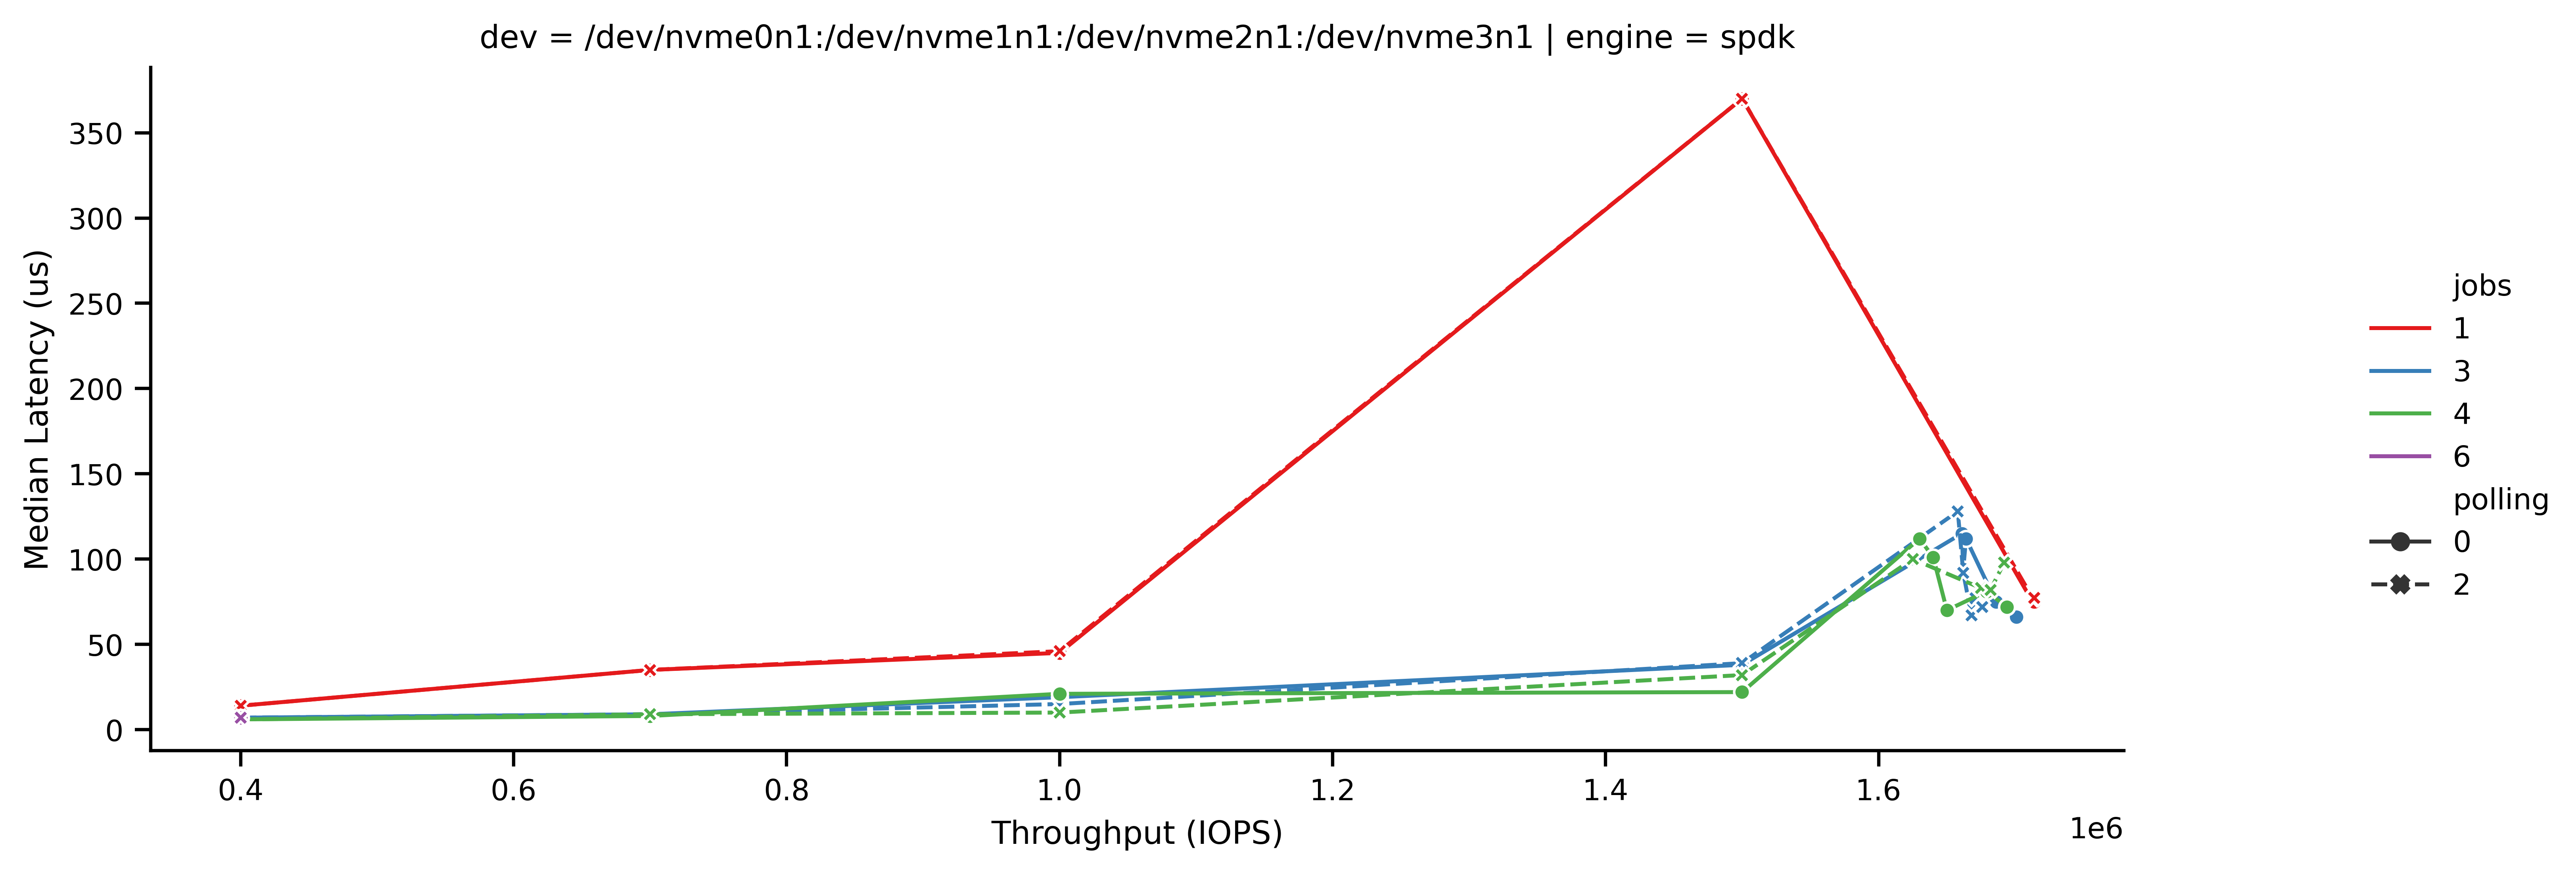 dev = /dev/nvme0n1:/dev/nvme1n1:/dev/nvme2n1:/dev/nvme3n1 | engine = spdk
Median Latency (us)
350
300
250
200
150
100
50
0
0.4 0.6 0.8 1.0 1.2 1.4 1.6
1e6
Throughput (IOPS)
jobs
1
3
4
6
polling
0
2